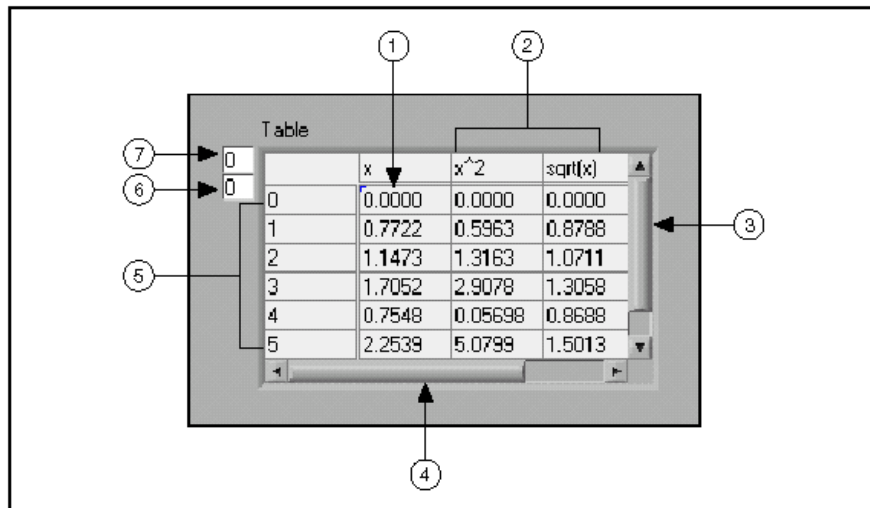 1
2
Table
7
0
x x^2 sqrt(x)
6
0
0 0.0000 0.0000 0.0000
1 0.7722 0.5963 0.8788
3
2 1.1473 1.3163 1.0711
5
3 1.7052 2.9078 1.3058
4 0.7548 0.05698 0.8688
5 2.2539 5.0799 1.5013
4